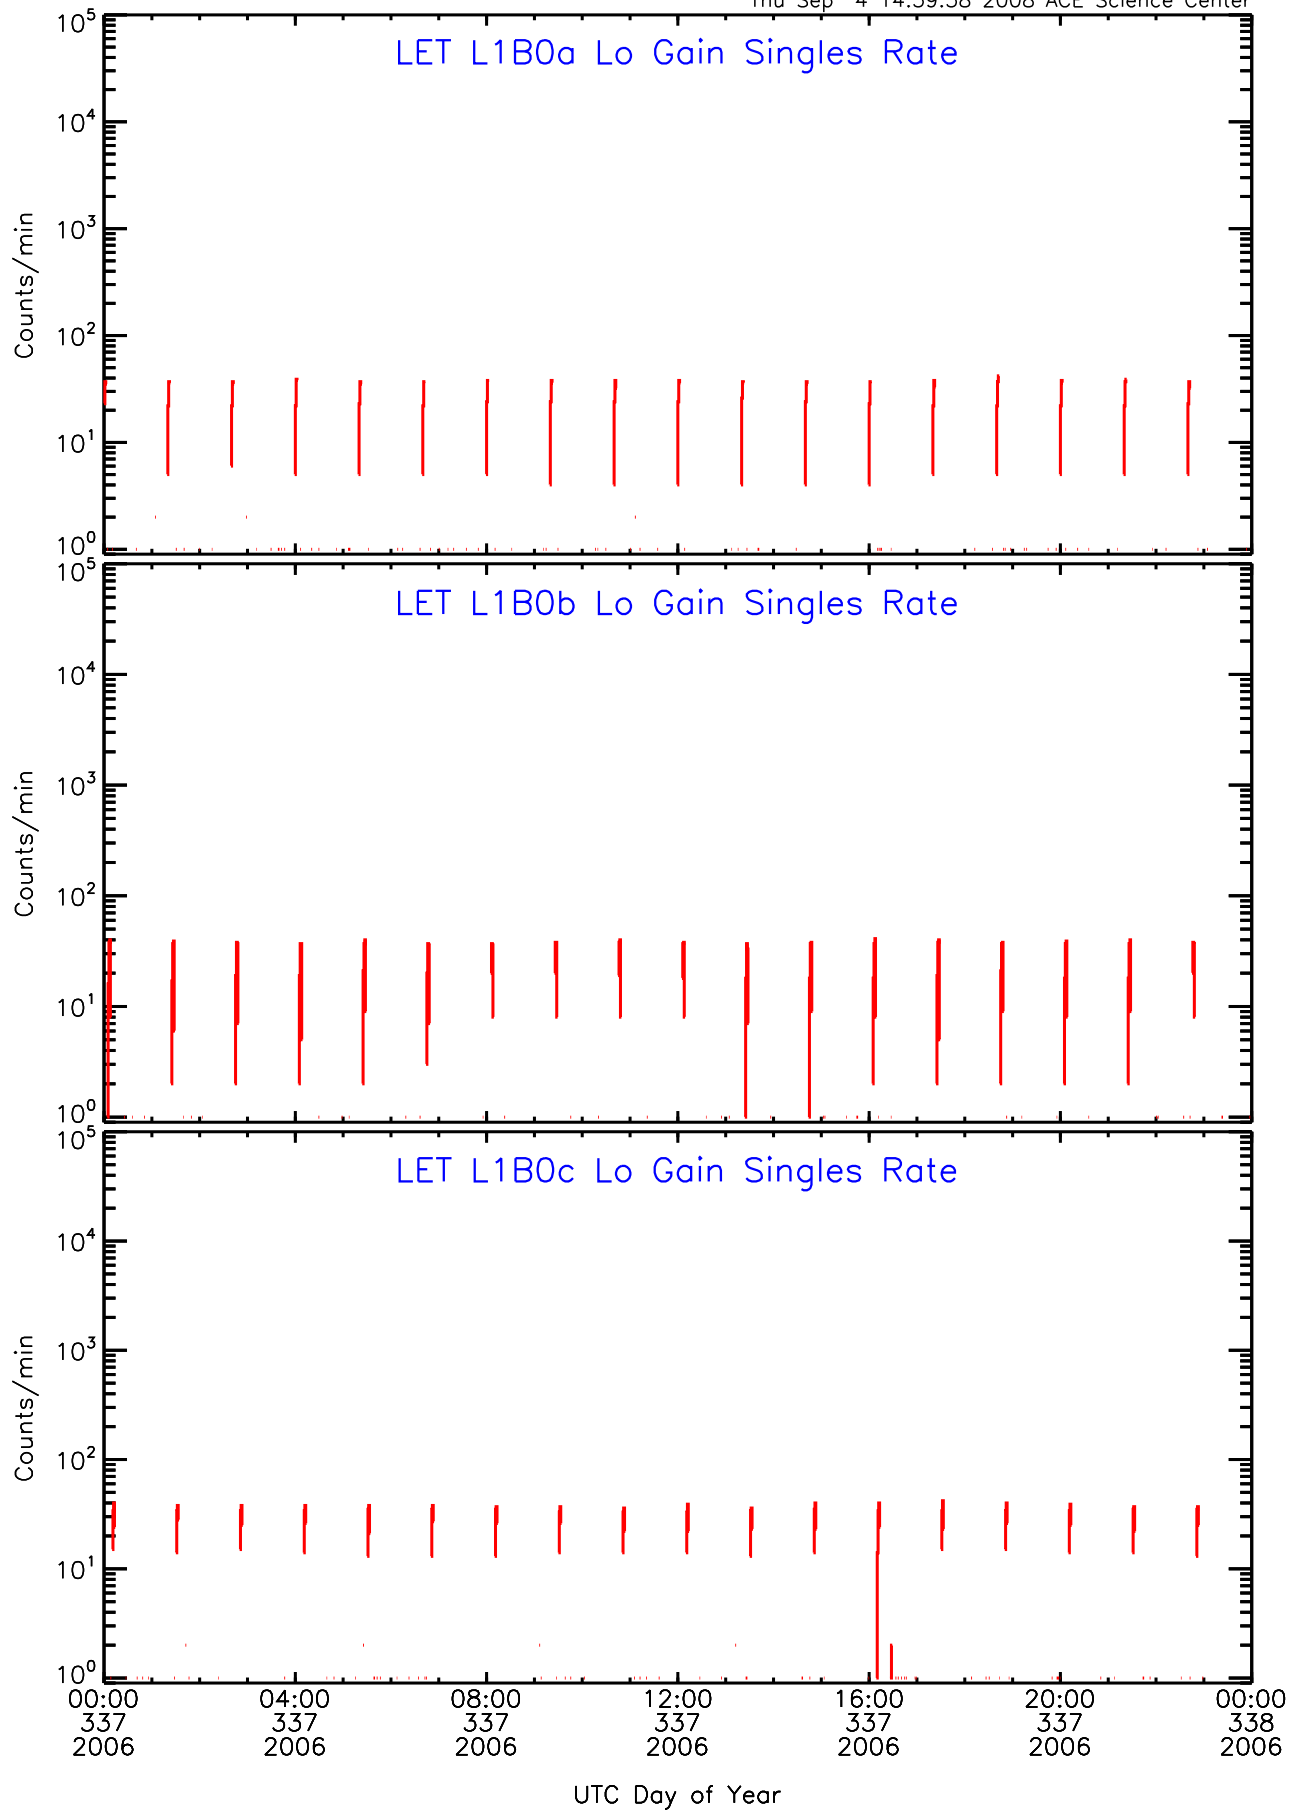 Thu Sep 4 14:59:58 2008 ACE Science Center
LET L1B0a Lo Gain Singles Rate
10^5
10^4
10^3
10^2
10^1
10^0
Counts/min
LET L1B0b Lo Gain Singles Rate
10^5
10^4
10^3
10^2
10^1
10^0
Counts/min
LET L1B0c Lo Gain Singles Rate
10^5
10^4
10^3
10^2
10^1
10^0
Counts/min
00:00 04:00 08:00 12:00 16:00 20:00 00:00
337 337 337 337 337 337 338
2006 2006 2006 2006 2006 2006 2006
UTC Day of Year